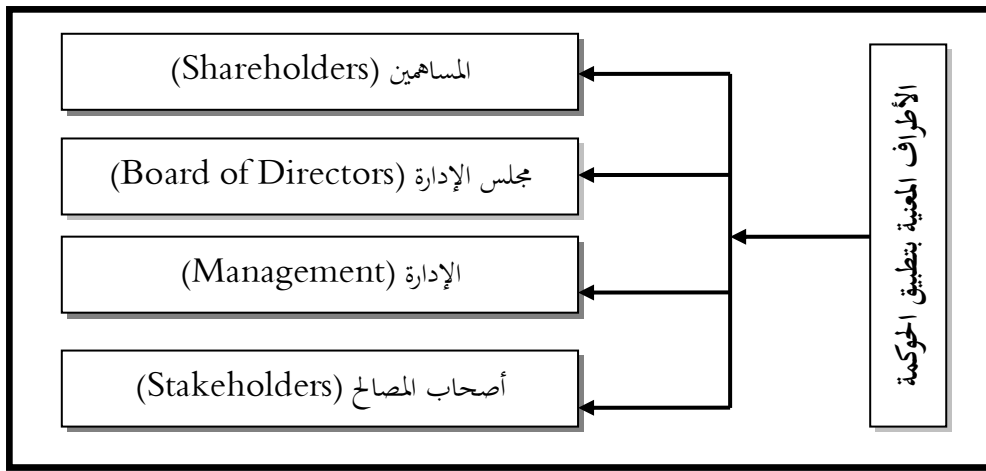 الأطراف المعنية بتطبيق الحوكمة
المساهمين (Shareholders)
مجلس الإدارة (Board of Directors)
الإدارة (Management)
أصحاب المصالح (Stakeholders)